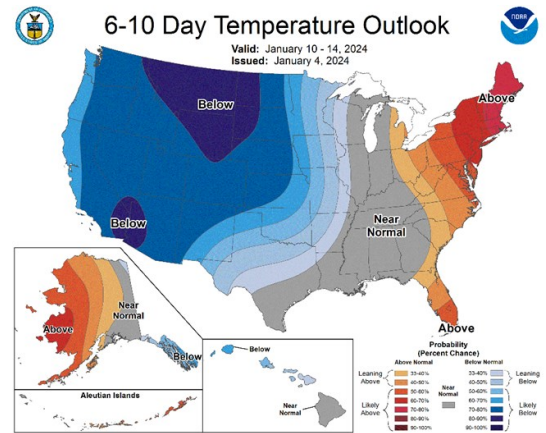 6-10 Day Temperature Outlook
Valid: January 10 - 14, 2024
Issued: January 4, 2024
NOAA
Below
Above
Below
Near
Normal
Above
Near
Normal
Above
Below
Aleutian Islands
Below
Near
Normal
Probability
(Percent Chance)
Above Normal
Below Normal
Leaning
Above
33-40%
40-50%
Likely
Above
50-60%
60-70%
70-80%
80-90%
90-100%
Near
Normal
33-40%
40-50%
Leaning
Below
50-60%
60-70%
70-80%
80-90%
90-100%
Likely
Below